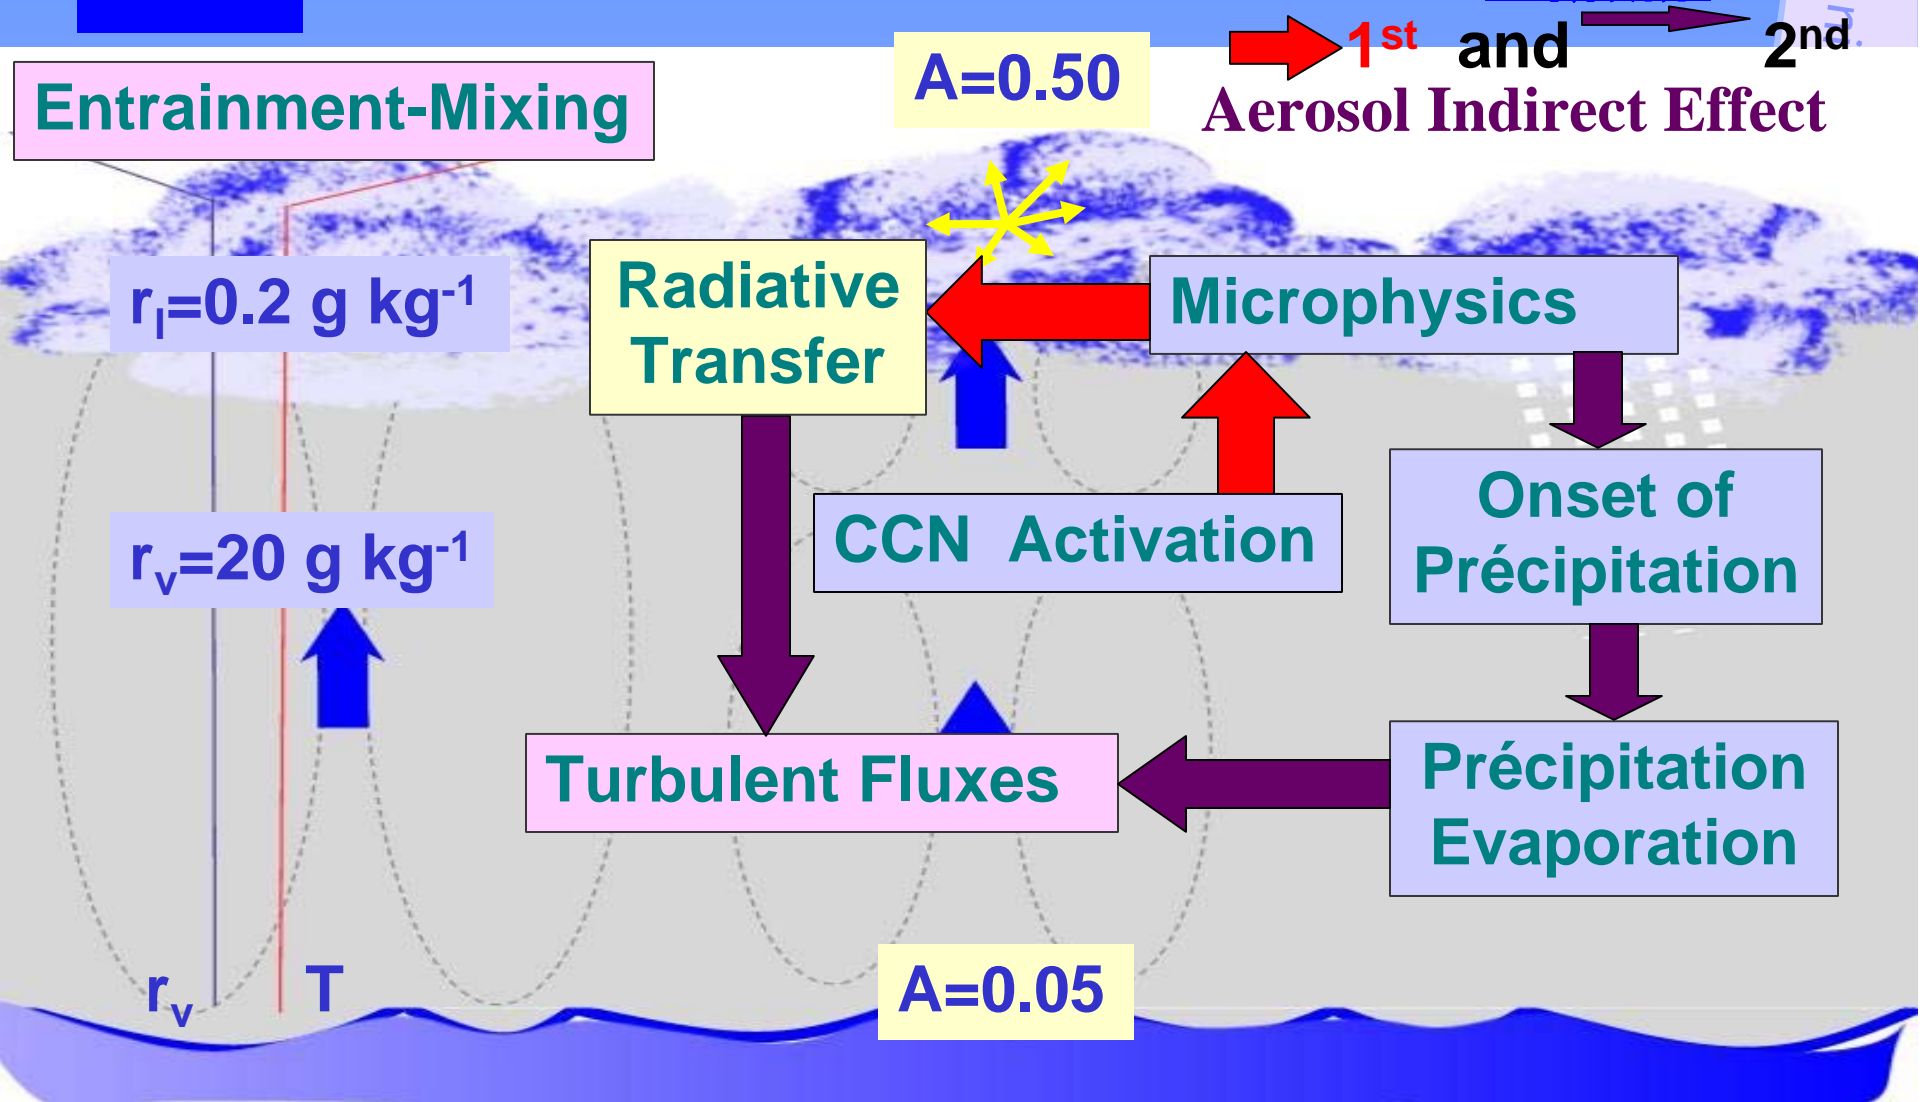 1st and 2nd
Aerosol Indirect Effect
A=0.50
Entrainment-Mixing
rl=0.2 g kg-1
Radiative
Transfer
Microphysics
rv=20 g kg-1
CCN Activation
Onset of
Précipitation
Turbulent Fluxes
Précipitation
Evaporation
rv T
A=0.05